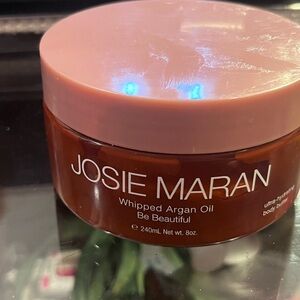 JOSIE MARAN
Whipped Argan Oil
Be Beautiful
e 240mL Net wt. 8oz.
ultra-hydrating
body butter